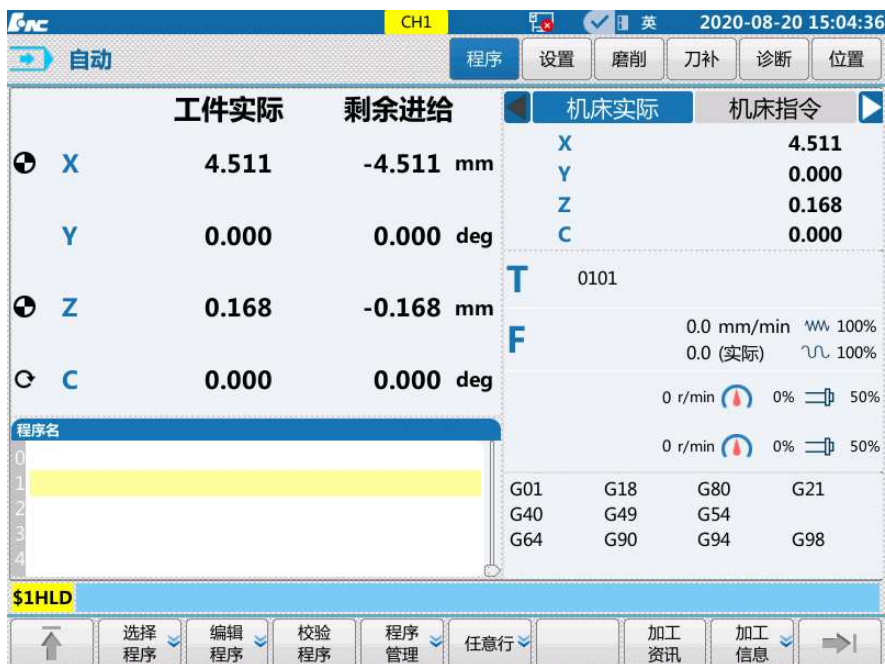 HNC CH1 英 2020-08-20 15:04:36
自动 程序 设置 磨削 刀补 诊断 位置
工件实际 剩余进给
X 4.511 -4.511 mm
Y 0.000 0.000 deg
Z 0.168 -0.168 mm
C 0.000 0.000 deg
机床实际 机床指令
X 4.511
Y 0.000
Z 0.168
C 0.000
T 0101
F 0.0 mm/min 100%
0.0 (实际) 100%
0 r/min 0% 50%
0 r/min 0% 50%
程序名
0
1
2
3
4
G01 G18 G80 G21
G40 G49 G54
G64 G90 G94 G98
$1HLD
选择
程序
编辑
程序
校验
程序
程序
管理
任意行
加工
资讯
加工
信息